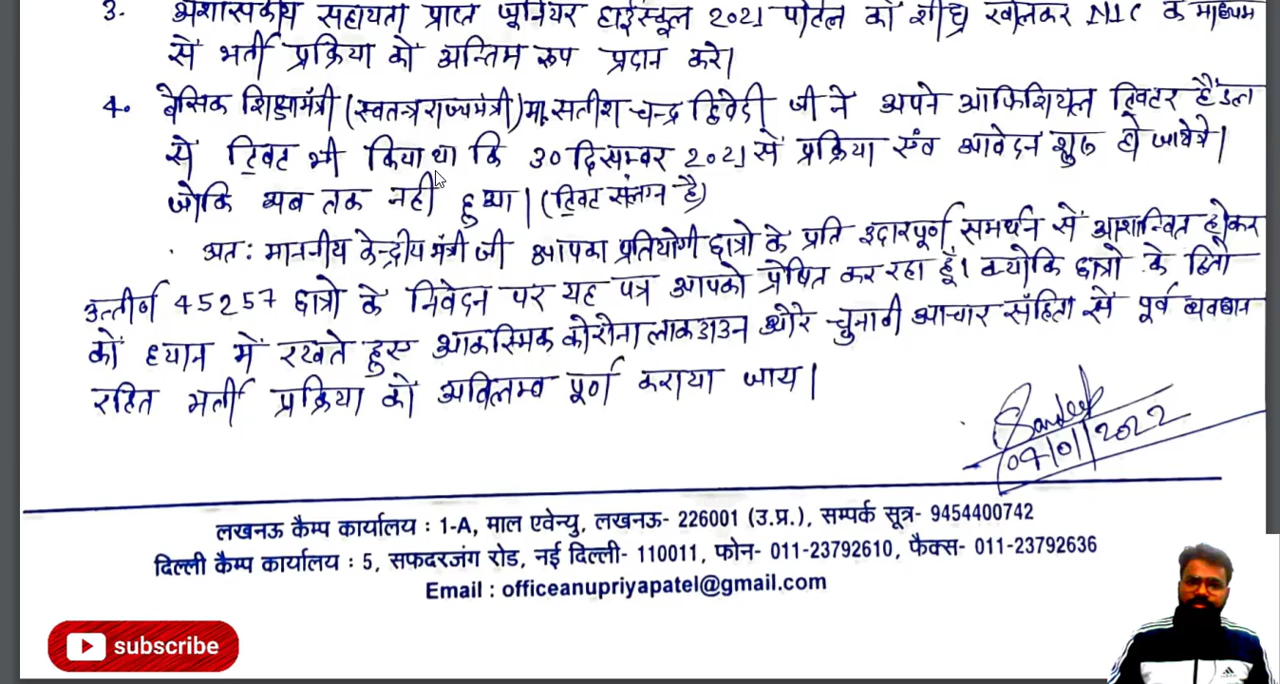 3. अशासकीय सहायता प्राप्त जूनियर हाईस्कूल 2021 पोर्टल को शीघ्र खोलकर NIC के माध्यम
से भर्ती प्रक्रिया को अन्तिम रूप प्रदान करे।
4. बेसिक शिक्षामंत्री (स्वतन्त्र राज्यमंत्री) मा. सतीश चन्द्र द्विवेदी जी ने अपने आफिशियल ट्विटर हैंडल
से ट्विट भी किया था कि 30 दिसम्बर 2021 से प्रक्रिया एंव आवेदन शुरू हो जायेगे।
जोकि अब तक नही हुआ। (ट्विट संलग्न है)
अत: माननीय केन्द्रीय मंत्री जी आपका प्रतियोगी छात्रो के प्रति उदारपूर्ण समर्थन से आशान्वित होकर
उत्तीर्ण 45257 छात्रो के निवेदन पर यह पत्र आपको प्रेषित कर रहा हूँ। क्योकि छात्रो के हितो
को ध्यान में रखते हुए आकस्मिक कोरोना लाकडाउन और चुनावी आचार संहिता से पूर्व व्यवधान
रहित भर्ती प्रक्रिया को अविलम्ब पूर्ण कराया जाय।
Sandeep
04/01/2022
लखनऊ कैम्प कार्यालय : 1-A, माल एवेन्यु, लखनऊ- 226001 (उ.प्र.), सम्पर्क सूत्र- 9454400742
दिल्ली कैम्प कार्यालय : 5, सफदरजंग रोड, नई दिल्ली- 110011, फोन- 011-23792610, फैक्स- 011-23792636
Email : officeanupriyapatel@gmail.com
subscribe